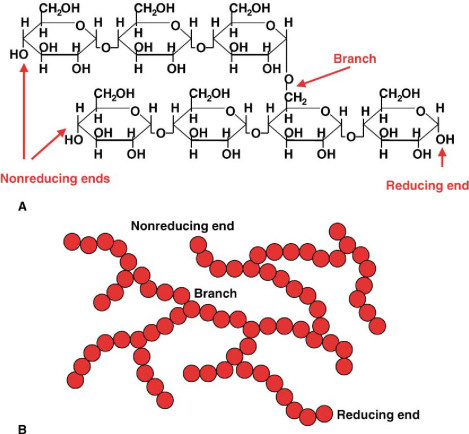 CH₂OH CH₂OH CH₂OH
H H O H H H O H H H O H
OH H OH H OH H
HO O O
H OH H OH H OH
O
Branch
CH₂OH CH₂OH CH₂ CH₂OH
H H O H H H O H H H O H H H O H
OH H OH H OH H OH H
HO O O O OH
H OH H OH H OH H OH
Nonreducing ends
Reducing end
A
Nonreducing end
Branch
Reducing end
B